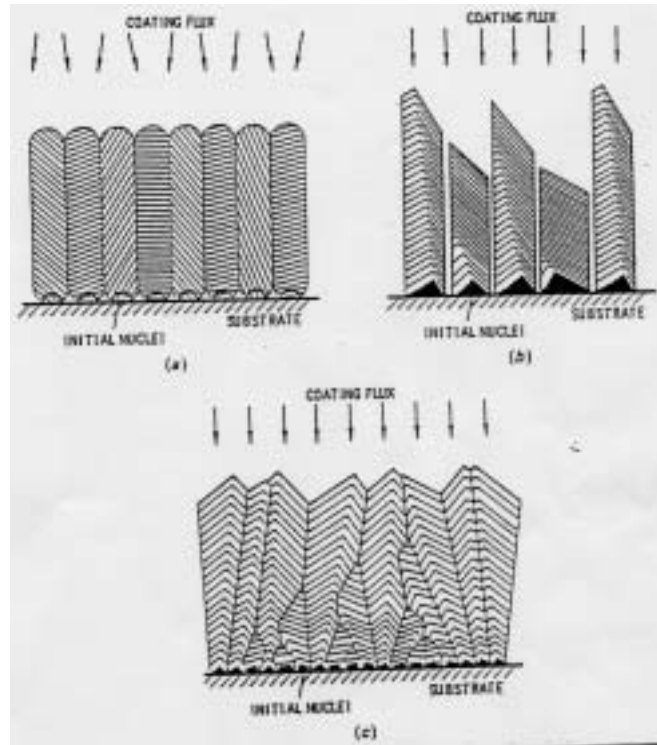 COATING FLUX
SUBSTRATE
INITIAL NUCLEI
(a)
COATING FLUX
SUBSTRATE
INITIAL NUCLEI
(b)
COATING FLUX
SUBSTRATE
INITIAL NUCLEI
(c)